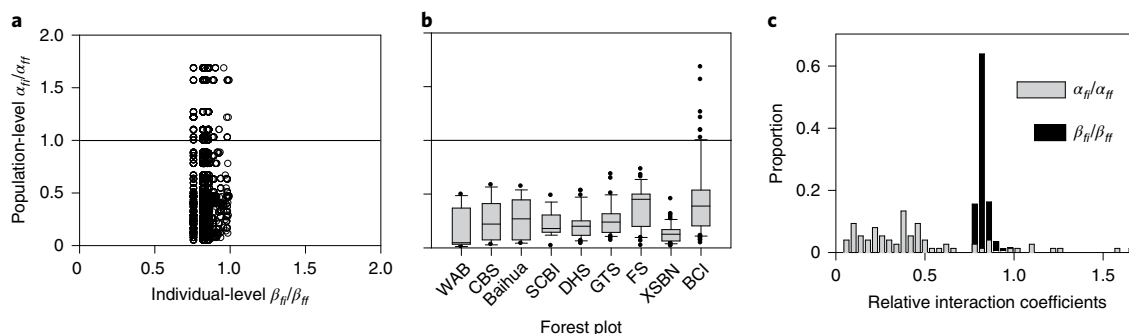 a
Population-level αfi/αff
2.0
1.5
1.0
0.5
0
0
0.5
1.0
1.5
2.0
Individual-level βfi/βff
b
WAB
CBS
Baihua
SCBI
DHS
GTS
FS
XSBN
BCI
Forest plot
c
Proportion
0.6
0.4
0.2
0
αfi/αff
βfi/βff
0
0.5
1.0
1.5
Relative interaction coefficients